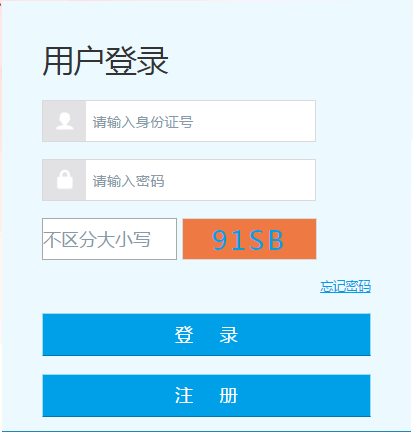 用户登录
请输入身份证号
请输入密码
不区分大小写 91SB
忘记密码
登 录
注 册